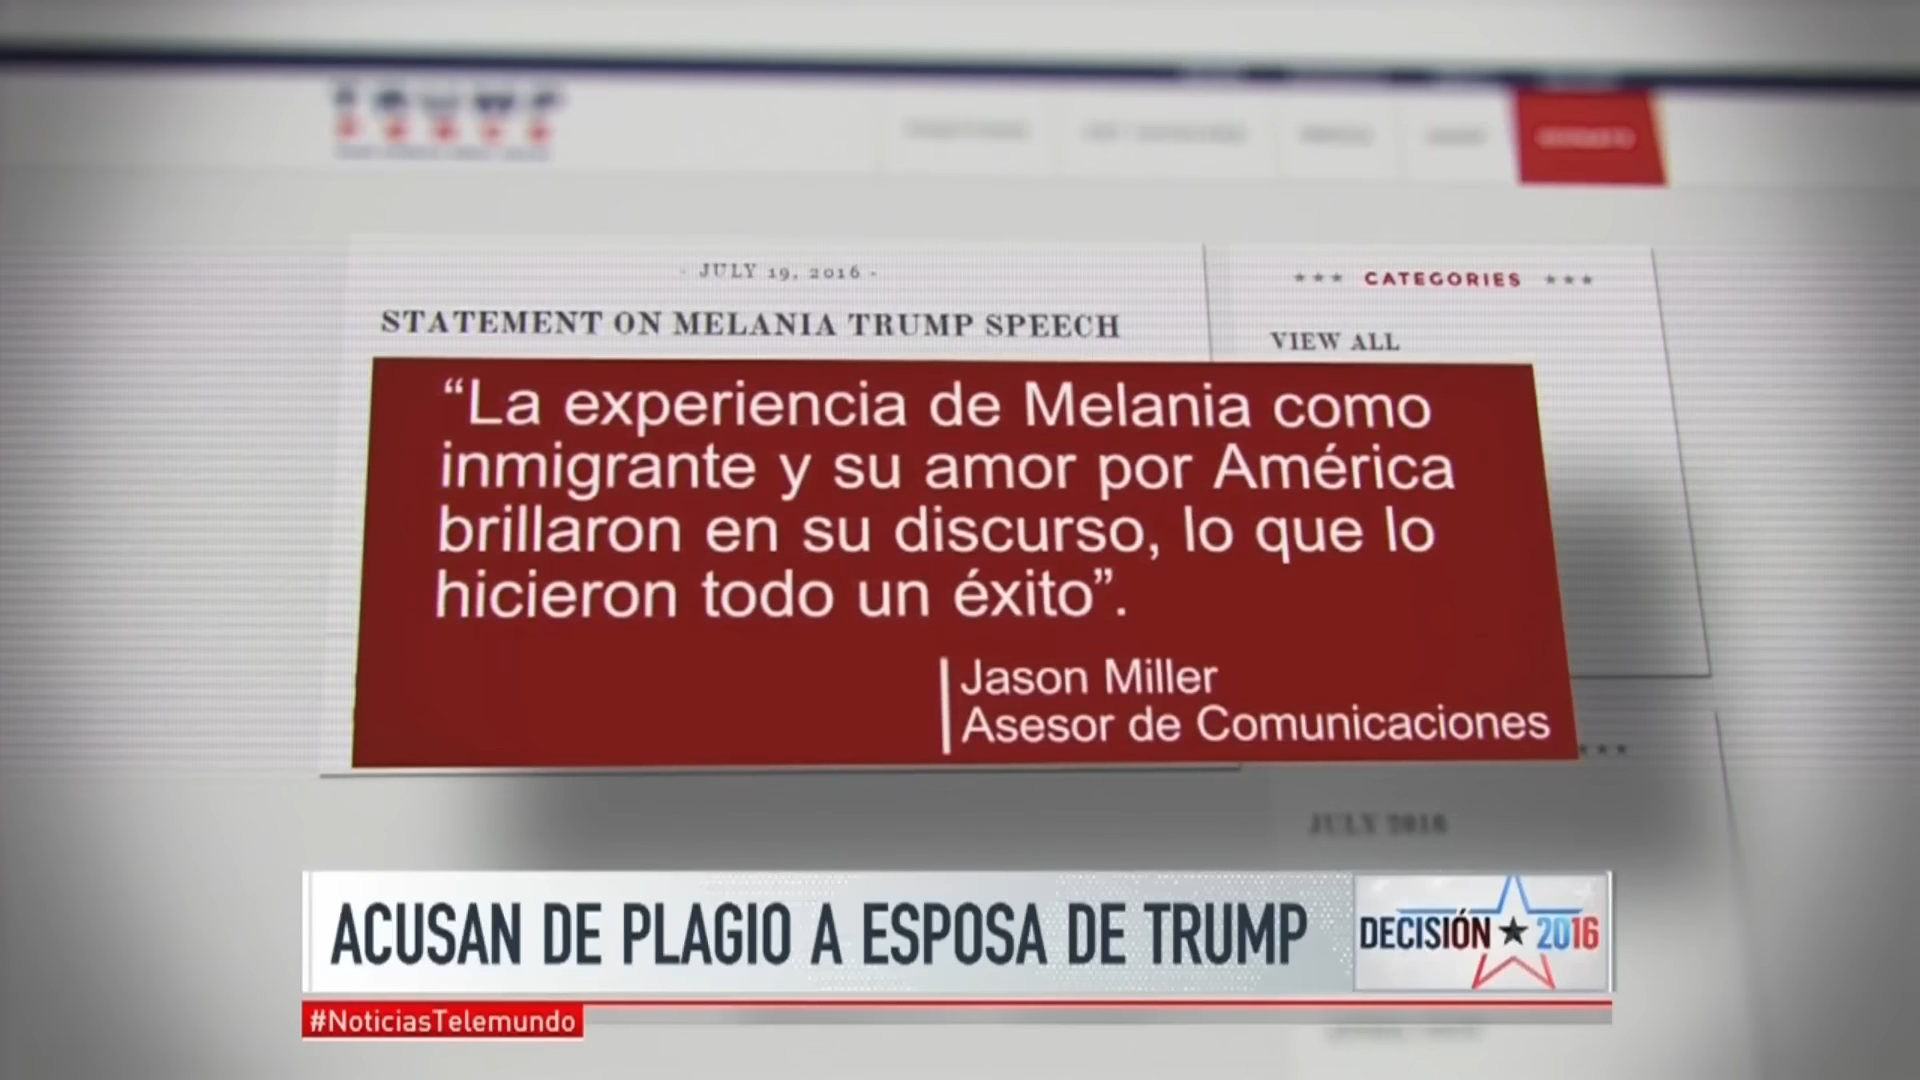 TRUMP
- JULY 19, 2016 -
STATEMENT ON MELANIA TRUMP SPEECH
*** CATEGORIES ***
VIEW ALL
“La experiencia de Melania como
inmigrante y su amor por América
brillaron en su discurso, lo que lo
hicieron todo un éxito”.
Jason Miller
Asesor de Comunicaciones
JULY 2016
ACUSAN DE PLAGIO A ESPOSA DE TRUMP
DECISIÓN ★ 2016
#NoticiasTelemundo